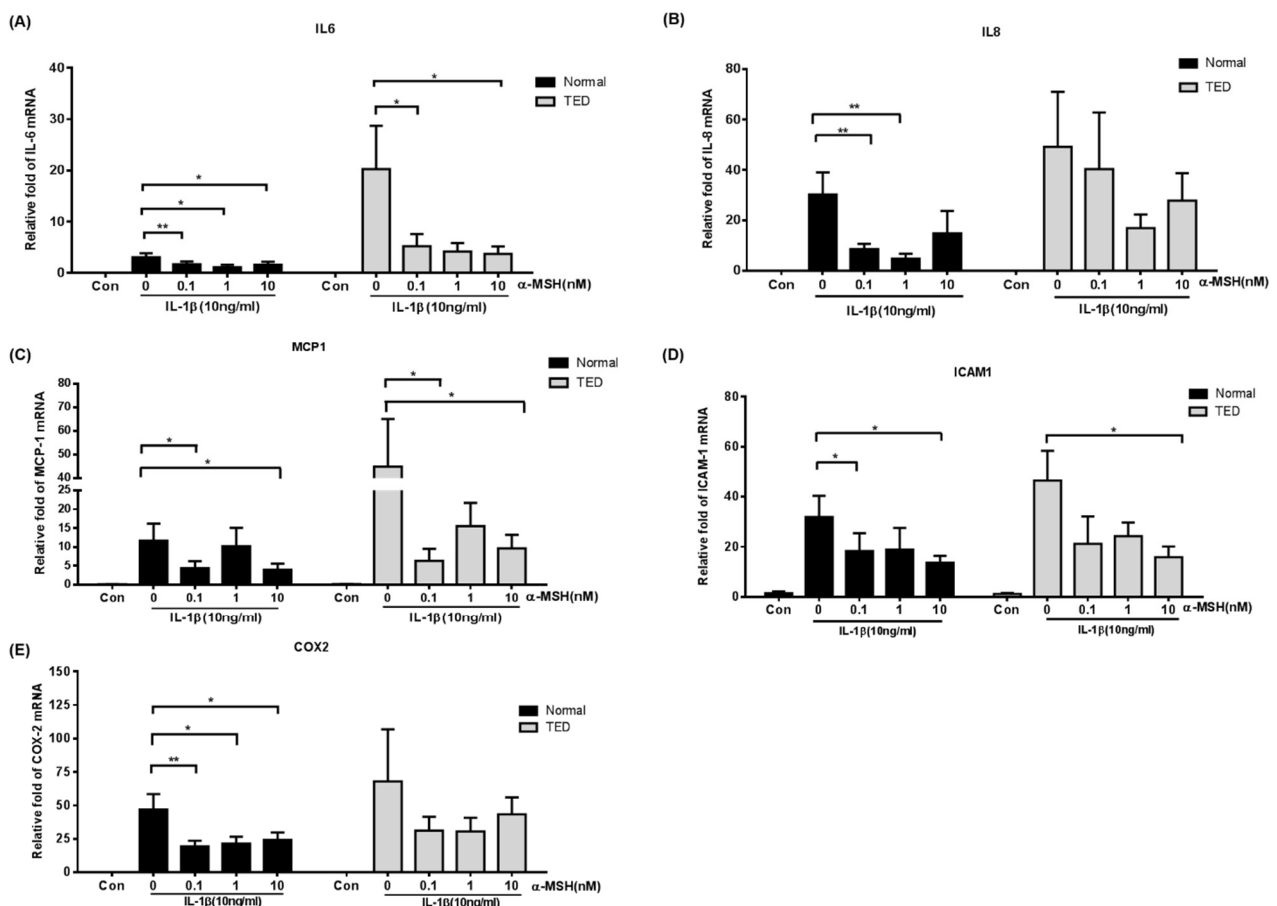 (A)
IL6
Relative fold of IL-6 mRNA
40
30
20
10
0
* * ** * *
Normal
TED
Con 0 0.1 1 10 Con 0 0.1 1 10 α-MSH(nM)
IL-1β(10ng/ml) IL-1β(10ng/ml)
(B)
IL8
Relative fold of IL-8 mRNA
80
60
40
20
0
** **
Normal
TED
Con 0 0.1 1 10 Con 0 0.1 1 10
IL-1β(10ng/ml) IL-1β(10ng/ml)
(C)
MCP1
Relative fold of MCP-1 mRNA
80
70
60
50
40
25
20
15
10
5
0
* * * *
Normal
TED
Con 0 0.1 1 10 Con 0 0.1 1 10 α-MSH(nM)
IL-1β(10ng/ml) IL-1β(10ng/ml)
(D)
ICAM1
Relative fold of ICAM-1 mRNA
80
60
40
20
0
* * *
Normal
TED
Con 0 0.1 1 10 Con 0 0.1 1 10 α-MSH(nM)
IL-1β(10ng/ml) IL-1β(10ng/ml)
(E)
COX2
Relative fold of COX-2 mRNA
150
125
100
75
50
25
0
* * **
Normal
TED
Con 0 0.1 1 10 Con 0 0.1 1 10 α-MSH(nM)
IL-1β(10ng/ml) IL-1β(10ng/ml)